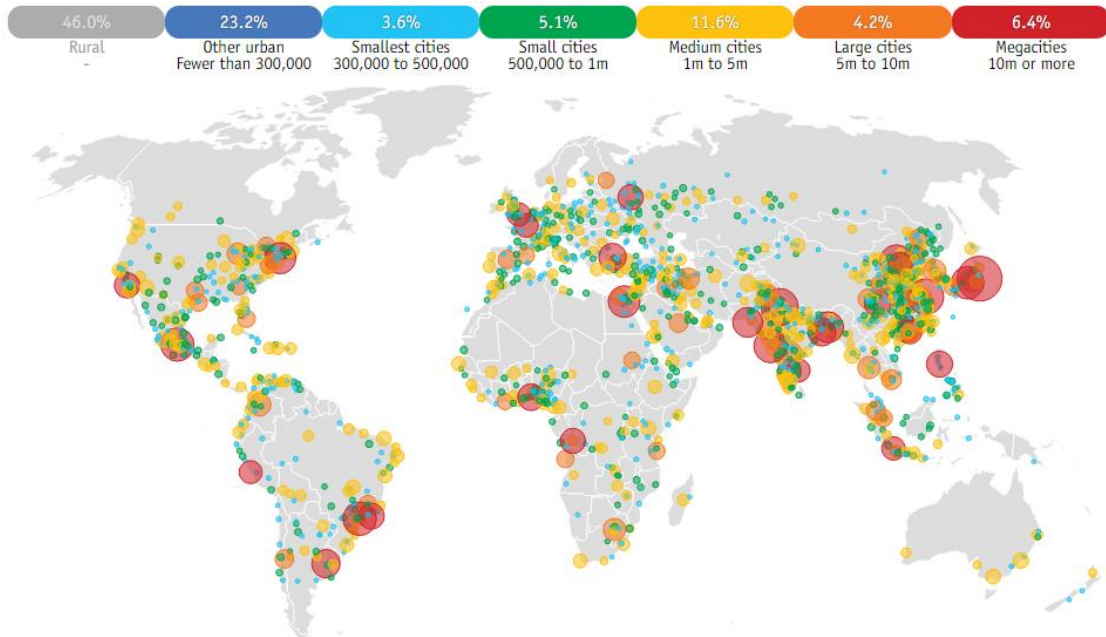 46.0% 23.2% 3.6% 5.1% 11.6% 4.2% 6.4%
Rural Other urban Smallest cities Small cities Medium cities Large cities Megacities
- Fewer than 300,000 300,000 to 500,000 500,000 to 1m 1m to 5m 5m to 10m 10m or more